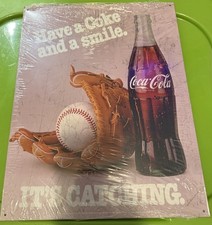 Have a Coke
and a smile.
Coca-Cola
IT'S CATCHING.